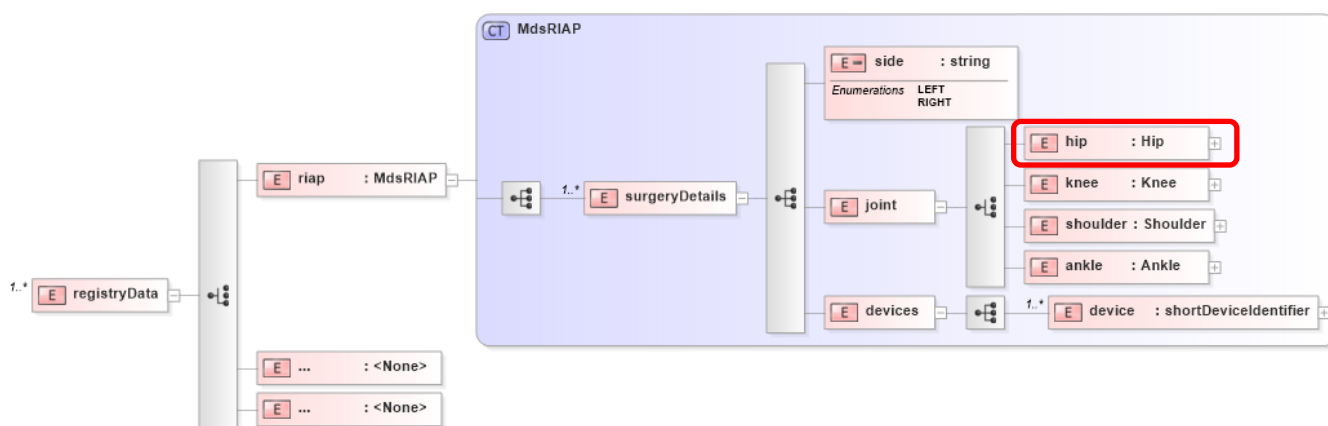 CT MdsRIAP
E side : string
Enumerations LEFT
RIGHT
E hip : Hip
E riap : MdsRIAP
E knee : Knee
1..* E surgeryDetails
E joint
E shoulder : Shoulder
E ankle : Ankle
1..* E registryData
E devices
1..* E device : shortDeviceIdentifier
E ... : <None>
E ... : <None>